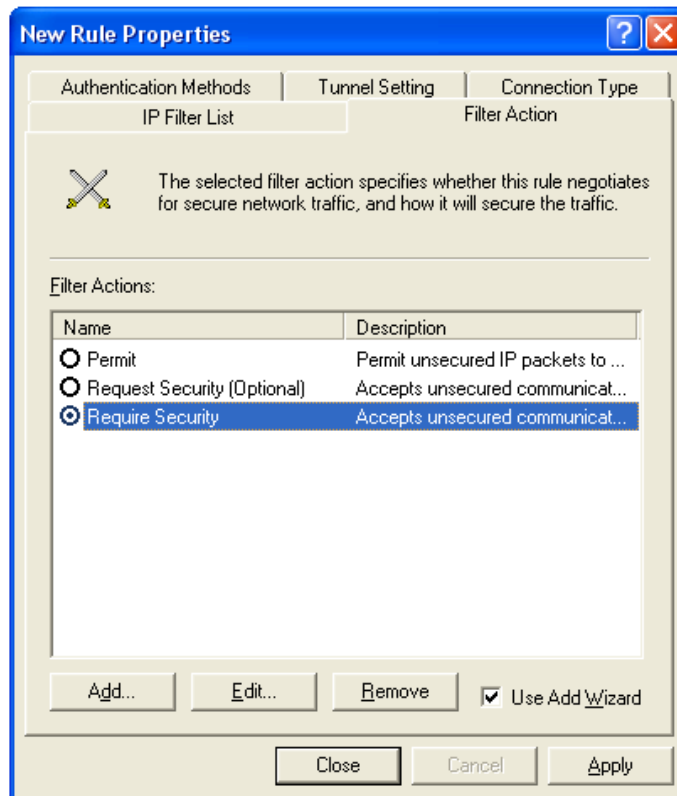 New Rule Properties
Authentication Methods
Tunnel Setting
Connection Type
IP Filter List
Filter Action
The selected filter action specifies whether this rule negotiates
for secure network traffic, and how it will secure the traffic.
Filter Actions:
Name Description
Permit Permit unsecured IP packets to ...
Request Security (Optional) Accepts unsecured communicat...
Require Security Accepts unsecured communicat...
Add... Edit... Remove Use Add Wizard
Close Cancel Apply